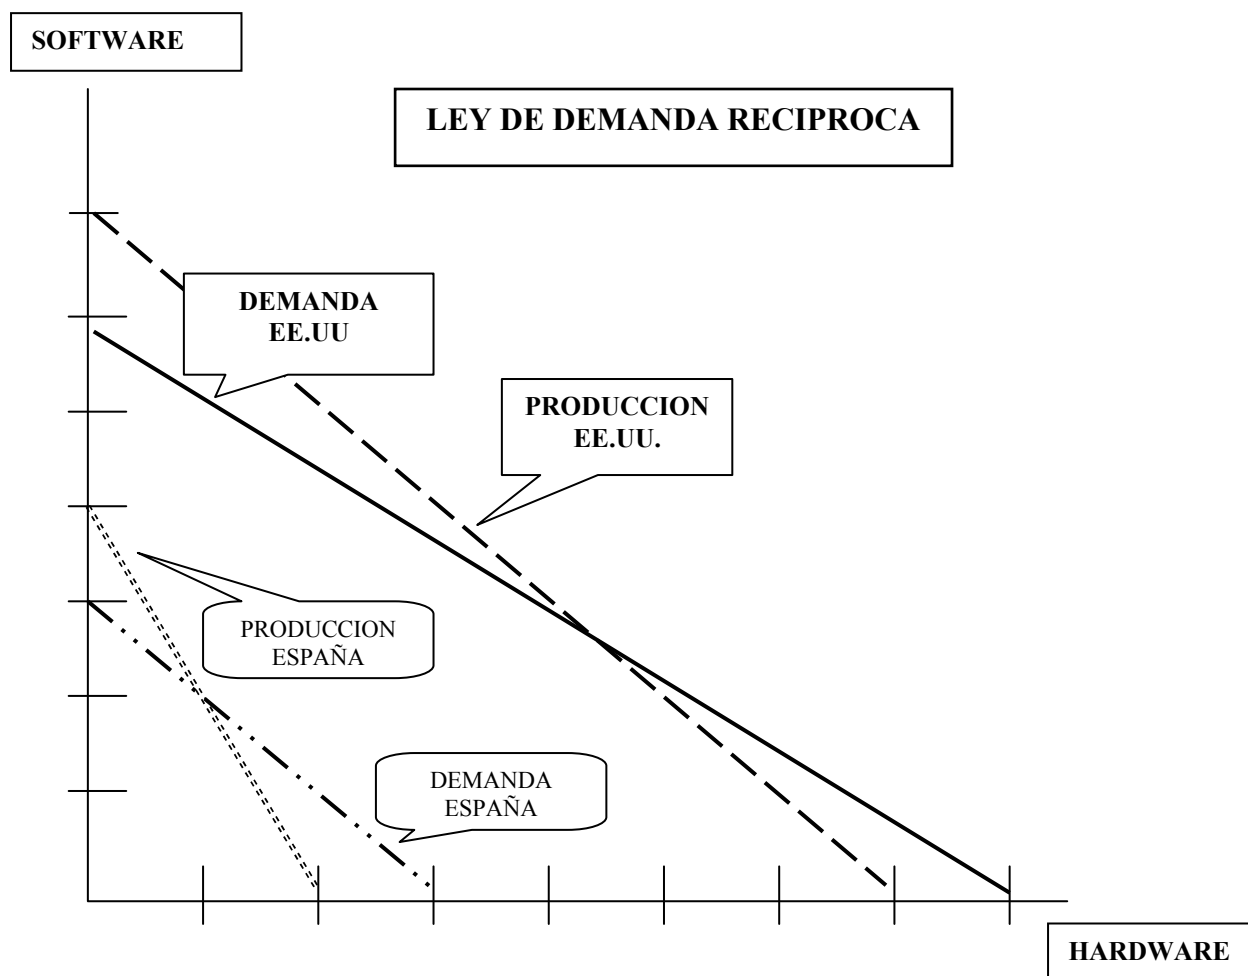 SOFTWARE
LEY DE DEMANDA RECIPROCA
DEMANDA
EE.UU
PRODUCCION
EE.UU.
PRODUCCION
ESPAÑA
DEMANDA
ESPAÑA
HARDWARE